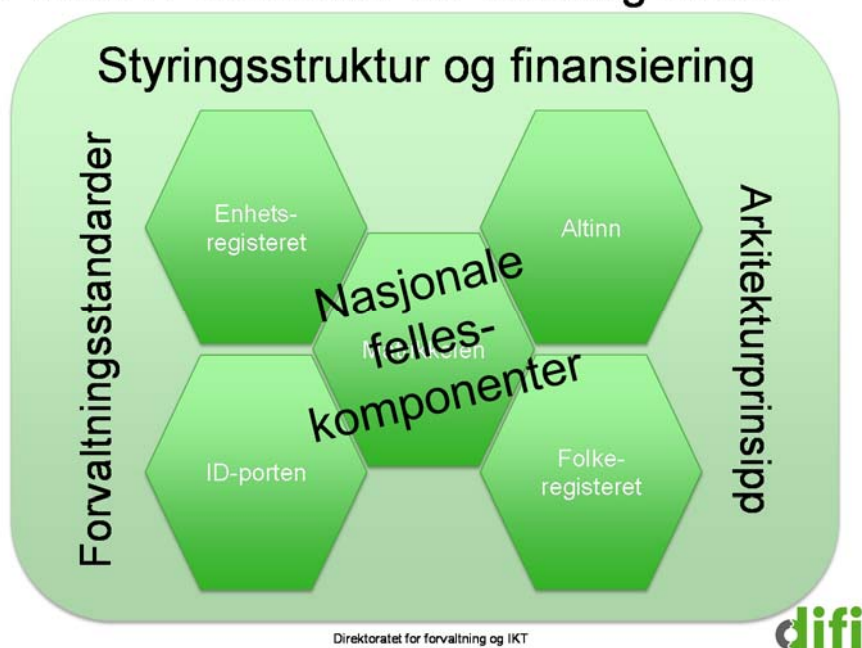 Styringsstruktur og finansiering
Forvaltningsstandarder
Enhets-
registeret
Altinn
Arkitekturprinsipp
Nasjonale
felles-
komponenter
Matrikkelen
ID-porten
Folke-
registeret
Direktoratet for forvaltning og IKT
difi